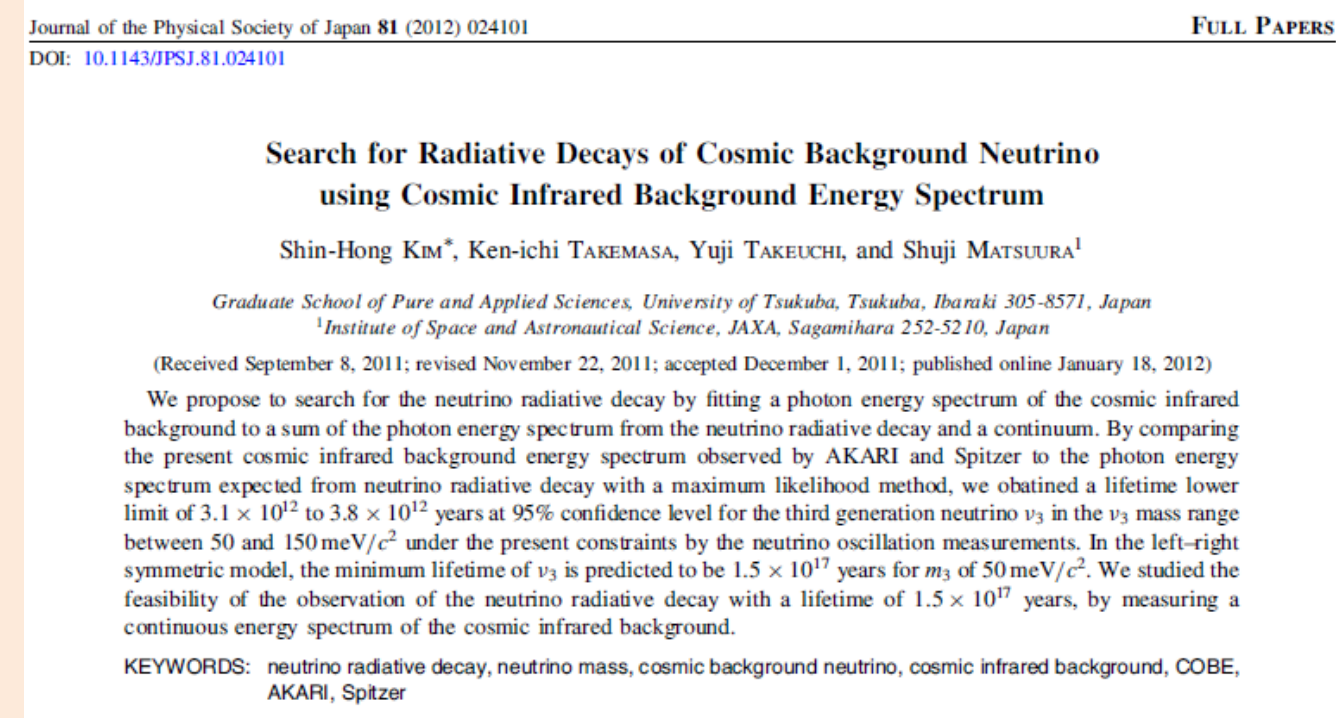 Journal of the Physical Society of Japan 81 (2012) 024101
FULL PAPERS
DOI: 10.1143/JPSJ.81.024101
Search for Radiative Decays of Cosmic Background Neutrino
using Cosmic Infrared Background Energy Spectrum
Shin-Hong KIM*, Ken-ichi TAKEMASA, Yuji TAKEUCHI, and Shuji MATSUURA¹
Graduate School of Pure and Applied Sciences, University of Tsukuba, Tsukuba, Ibaraki 305-8571, Japan
¹Institute of Space and Astronautical Science, JAXA, Sagamihara 252-5210, Japan
(Received September 8, 2011; revised November 22, 2011; accepted December 1, 2011; published online January 18, 2012)
We propose to search for the neutrino radiative decay by fitting a photon energy spectrum of the cosmic infrared
background to a sum of the photon energy spectrum from the neutrino radiative decay and a continuum. By comparing
the present cosmic infrared background energy spectrum observed by AKARI and Spitzer to the photon energy
spectrum expected from neutrino radiative decay with a maximum likelihood method, we obatined a lifetime lower
limit of 3.1 × 10¹² to 3.8 × 10¹² years at 95% confidence level for the third generation neutrino ν₃ in the ν₃ mass range
between 50 and 150 meV/c² under the present constraints by the neutrino oscillation measurements. In the left–right
symmetric model, the minimum lifetime of ν₃ is predicted to be 1.5 × 10¹⁷ years for m₃ of 50 meV/c². We studied the
feasibility of the observation of the neutrino radiative decay with a lifetime of 1.5 × 10¹⁷ years, by measuring a
continuous energy spectrum of the cosmic infrared background.
KEYWORDS: neutrino radiative decay, neutrino mass, cosmic background neutrino, cosmic infrared background, COBE,
AKARI, Spitzer